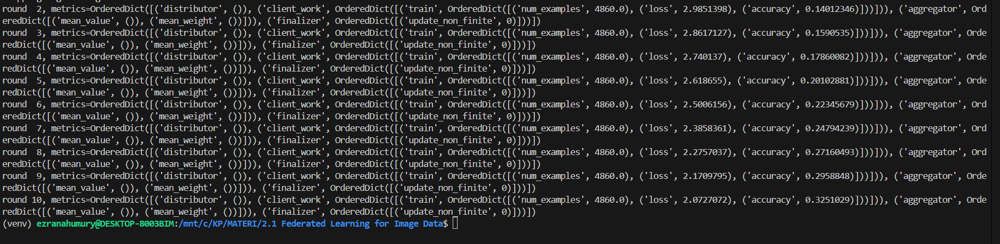 round  2, metrics=OrderedDict([('distributor', ()), ('client_work', OrderedDict([('train', OrderedDict([('num_examples', 4860.0), ('loss', 2.9851398), ('accuracy', 0.14012346)]))])), ('aggregator', Ord
eredDict([('mean_value', ()), ('mean_weight', ())])), ('finalizer', OrderedDict([('update_non_finite', 0)]))])
round  3, metrics=OrderedDict([('distributor', ()), ('client_work', OrderedDict([('train', OrderedDict([('num_examples', 4860.0), ('loss', 2.8617127), ('accuracy', 0.1590535)]))])), ('aggregator', Orde
redDict([('mean_value', ()), ('mean_weight', ())])), ('finalizer', OrderedDict([('update_non_finite', 0)]))])
round  4, metrics=OrderedDict([('distributor', ()), ('client_work', OrderedDict([('train', OrderedDict([('num_examples', 4860.0), ('loss', 2.740137), ('accuracy', 0.17860082)]))])), ('aggregator', Orde
redDict([('mean_value', ()), ('mean_weight', ())])), ('finalizer', OrderedDict([('update_non_finite', 0)]))])
round  5, metrics=OrderedDict([('distributor', ()), ('client_work', OrderedDict([('train', OrderedDict([('num_examples', 4860.0), ('loss', 2.618655), ('accuracy', 0.20102881)]))])), ('aggregator', Orde
redDict([('mean_value', ()), ('mean_weight', ())])), ('finalizer', OrderedDict([('update_non_finite', 0)]))])
round  6, metrics=OrderedDict([('distributor', ()), ('client_work', OrderedDict([('train', OrderedDict([('num_examples', 4860.0), ('loss', 2.5006156), ('accuracy', 0.22345679)]))])), ('aggregator', Ord
eredDict([('mean_value', ()), ('mean_weight', ())])), ('finalizer', OrderedDict([('update_non_finite', 0)]))])
round  7, metrics=OrderedDict([('distributor', ()), ('client_work', OrderedDict([('train', OrderedDict([('num_examples', 4860.0), ('loss', 2.3858361), ('accuracy', 0.24794239)]))])), ('aggregator', Ord
eredDict([('mean_value', ()), ('mean_weight', ())])), ('finalizer', OrderedDict([('update_non_finite', 0)]))])
round  8, metrics=OrderedDict([('distributor', ()), ('client_work', OrderedDict([('train', OrderedDict([('num_examples', 4860.0), ('loss', 2.2757037), ('accuracy', 0.27160493)]))])), ('aggregator', Ord
eredDict([('mean_value', ()), ('mean_weight', ())])), ('finalizer', OrderedDict([('update_non_finite', 0)]))])
round  9, metrics=OrderedDict([('distributor', ()), ('client_work', OrderedDict([('train', OrderedDict([('num_examples', 4860.0), ('loss', 2.1709795), ('accuracy', 0.2958848)]))])), ('aggregator', Orde
redDict([('mean_value', ()), ('mean_weight', ())])), ('finalizer', OrderedDict([('update_non_finite', 0)]))])
round 10, metrics=OrderedDict([('distributor', ()), ('client_work', OrderedDict([('train', OrderedDict([('num_examples', 4860.0), ('loss', 2.0727072), ('accuracy', 0.3251029)]))])), ('aggregator', Orde
redDict([('mean_value', ()), ('mean_weight', ())])), ('finalizer', OrderedDict([('update_non_finite', 0)]))])
(venv) ezranahumury@DESKTOP-8003BIM:/mnt/c/KP/MATERI/2.1 Federated Learning for Image Data$